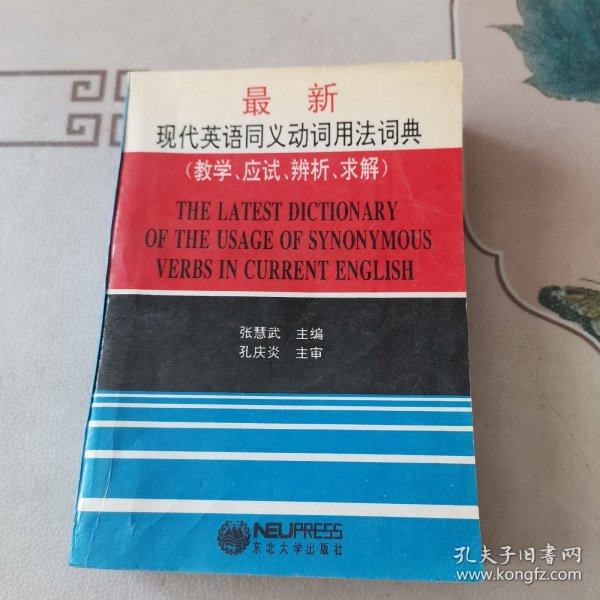 最 新
现代英语同义动词用法词典
（教学、应试、辨析、求解）
THE LATEST DICTIONARY
OF THE USAGE OF SYNONYMOUS
VERBS IN CURRENT ENGLISH
张慧武 主编
孔庆炎 主审
NEUPRESS
东北大学出版社
孔夫子旧书网
www.kongfz.com